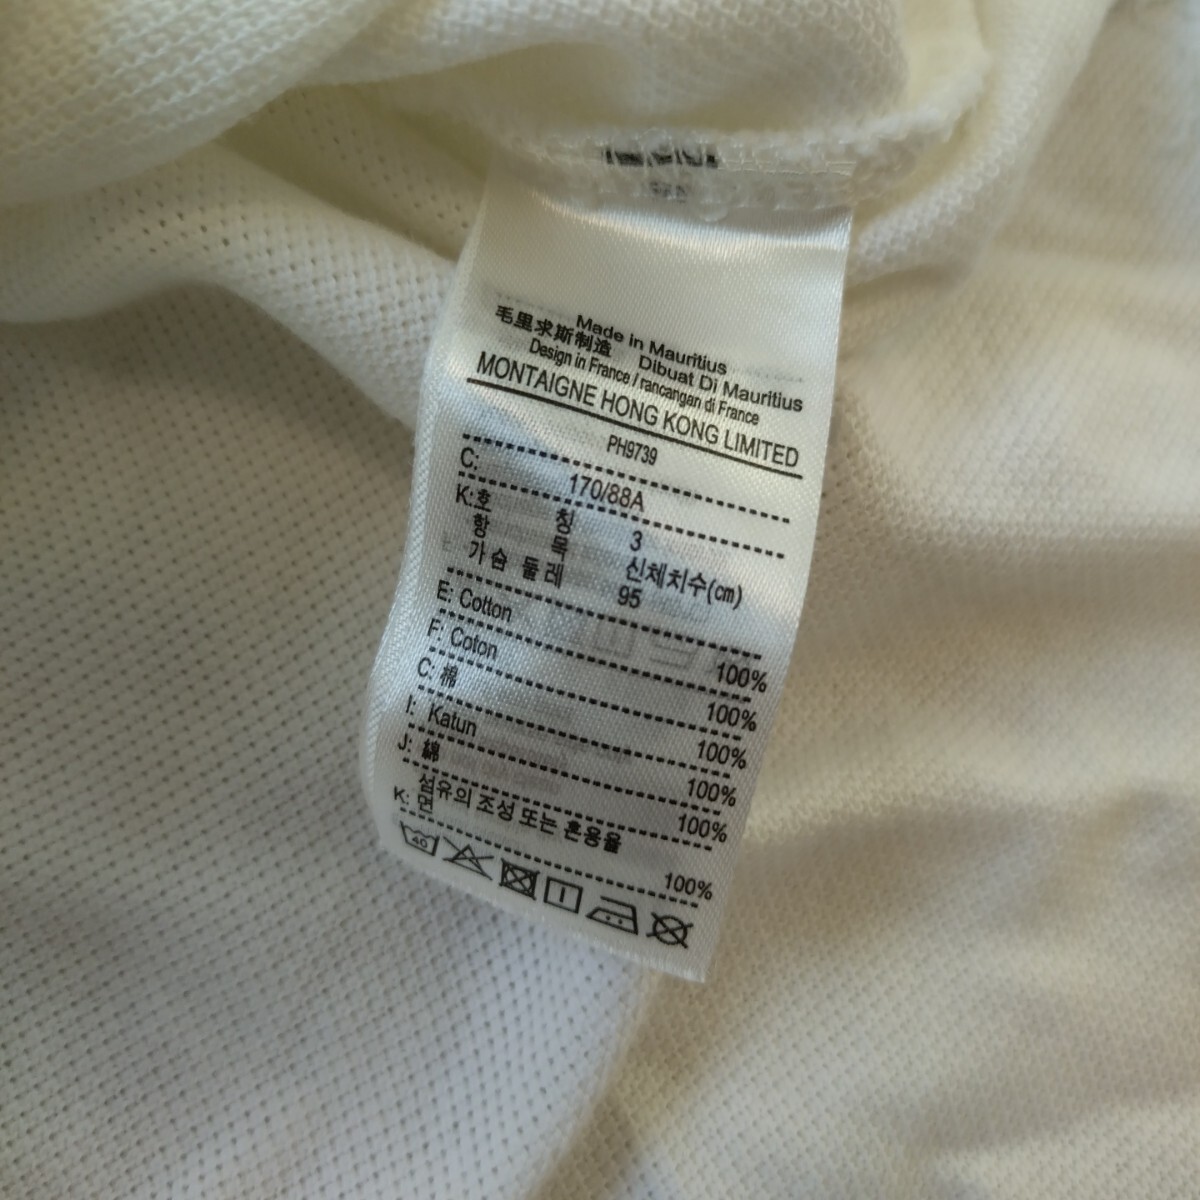 Made in Mauritius
毛里求斯制造 Dibuat Di Mauritius
Design in France / rancangan di France
MONTAIGNE HONG KONG LIMITED
PH9739
C: 170/88A
K:호 칭 3
항 목 신체치수(cm)
가슴 둘레 95
E: Cotton 100%
F: Coton 100%
C: 棉 100%
I: Katun 100%
J: 綿 100%
섬유의 조성 또는 혼용율
K: 면 100%
40